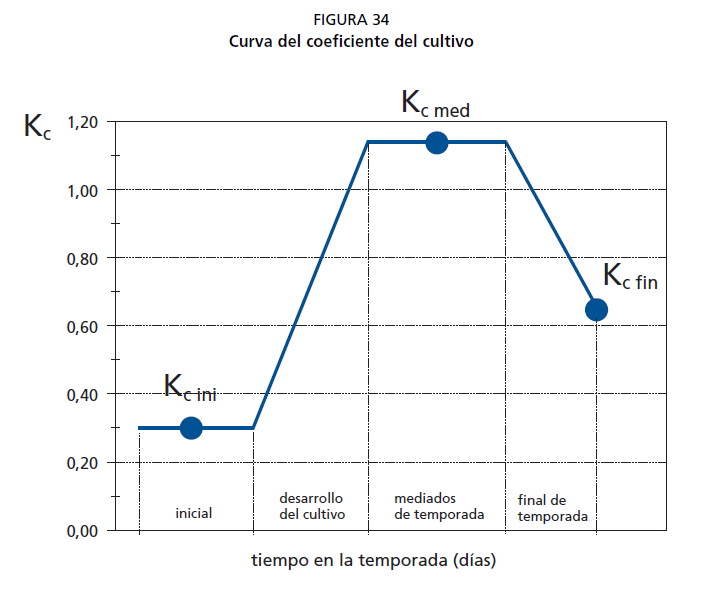 FIGURA 34
Curva del coeficiente del cultivo
Kc
Kc med
1,20
1,00
0,80
Kc fin
0,60
Kc ini
0,40
0,20
0,00
inicial
desarrollo
del cultivo
mediados
de temporada
final de
temporada
tiempo en la temporada (días)